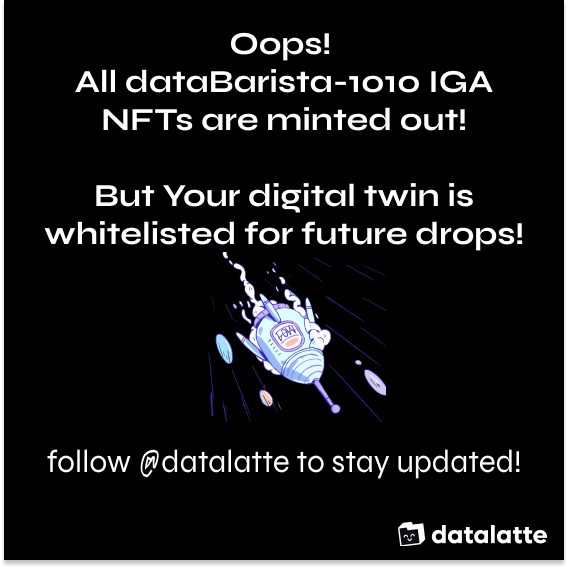 Oops!
All dataBarista-1010 IGA
NFTs are minted out!
But Your digital twin is
whitelisted for future drops!
follow @datalatte to stay updated!
datalatte